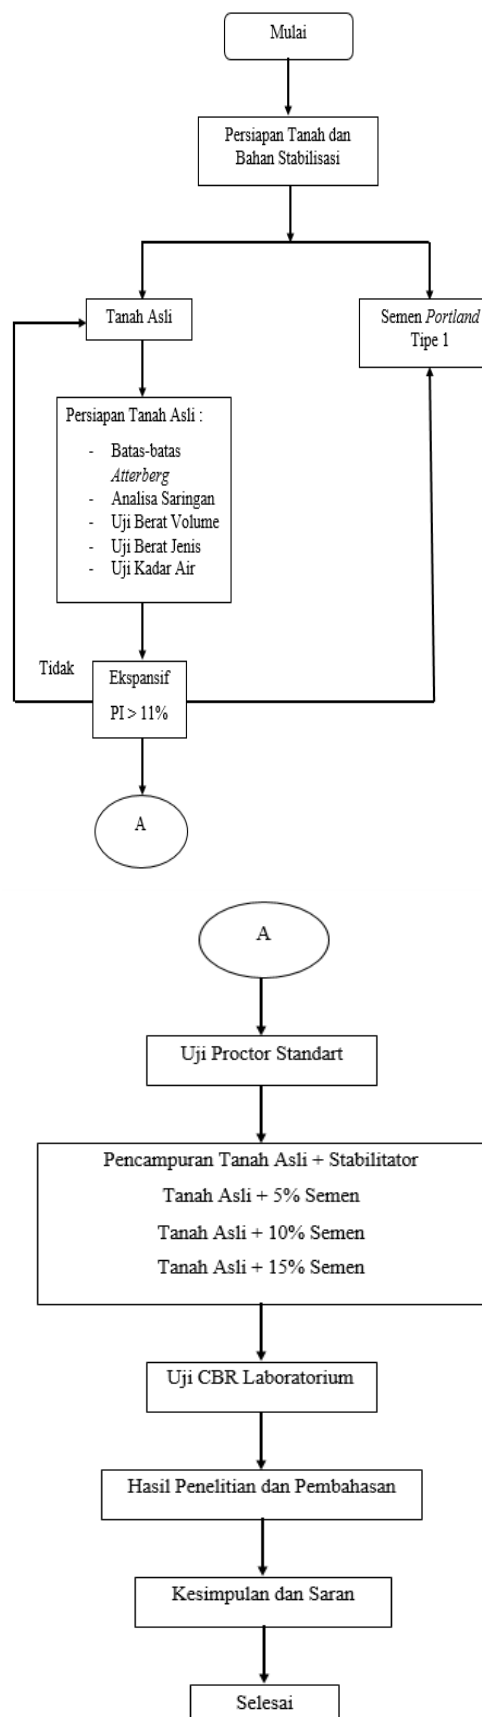 Mulai
Persiapan Tanah dan
Bahan Stabilisasi
Tanah Asli
Semen Portland
Tipe 1
Persiapan Tanah Asli :
- Batas-batas
Atterberg
- Analisa Saringan
- Uji Berat Volume
- Uji Berat Jenis
- Uji Kadar Air
Tidak
Ekspansif
PI > 11%
A
A
Uji Proctor Standart
Pencampuran Tanah Asli + Stabilitator
Tanah Asli + 5% Semen
Tanah Asli + 10% Semen
Tanah Asli + 15% Semen
Uji CBR Laboratorium
Hasil Penelitian dan Pembahasan
Kesimpulan dan Saran
Selesai